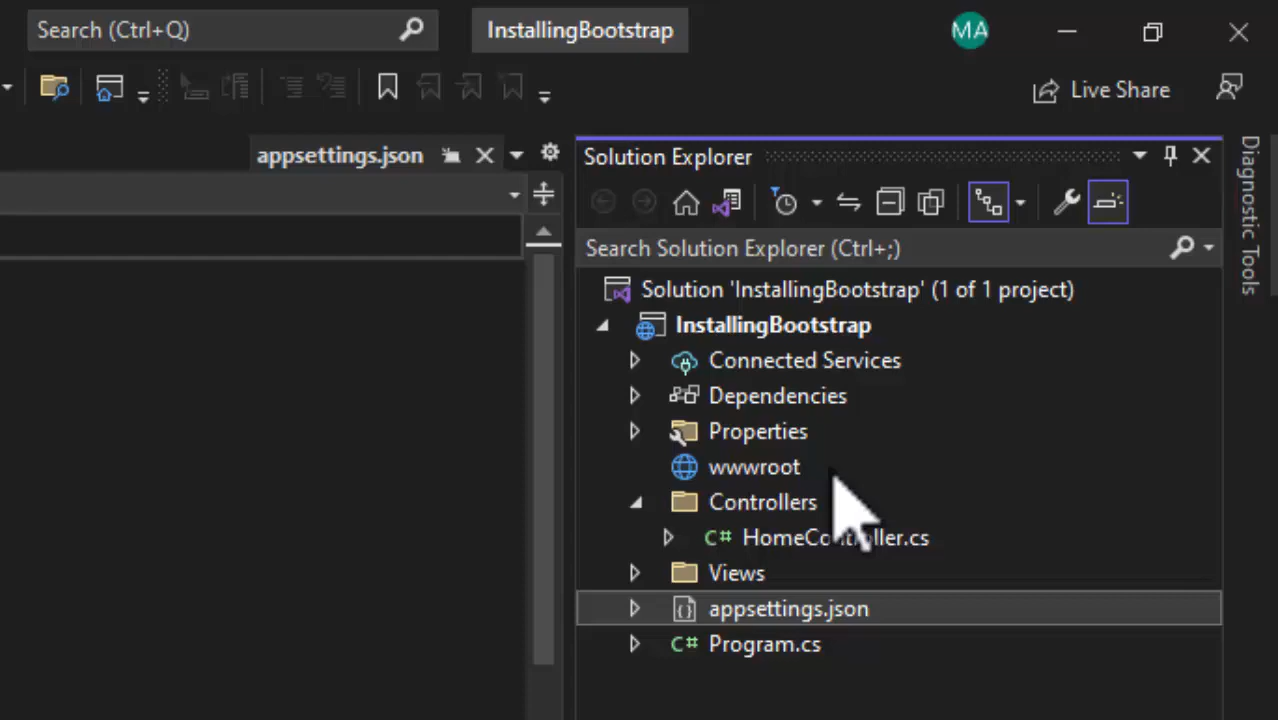 Search (Ctrl+Q)
InstallingBootstrap
MA
Live Share
appsettings.json
Solution Explorer
Diagnostic Tools
Search Solution Explorer (Ctrl+;)
Solution 'InstallingBootstrap' (1 of 1 project)
InstallingBootstrap
Connected Services
Dependencies
Properties
wwwroot
Controllers
C# HomeController.cs
Views
appsettings.json
C# Program.cs